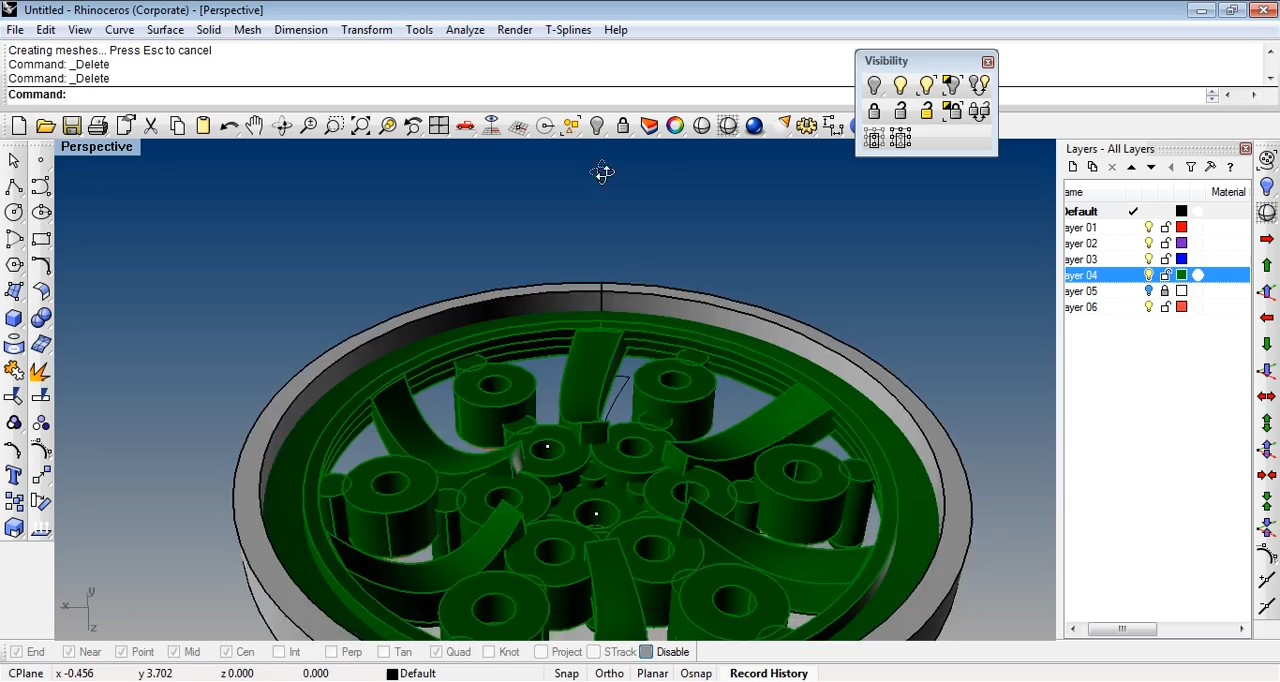 Untitled - Rhinoceros (Corporate) - [Perspective]
File Edit View Curve Surface Solid Mesh Dimension Transform Tools Analyze Render T-Splines Help
Creating meshes... Press Esc to cancel
Command: _Delete
Command: _Delete
Command:
Visibility
Perspective
Layers - All Layers
ame Material
Default
ayer 01
ayer 02
ayer 03
ayer 04
ayer 05
ayer 06
y
x
z
End Near Point Mid Cen Int Perp Tan Quad Knot Project STrack Disable
CPlane x -0.456 y 3.702 z 0.000 0.000 Default Snap Ortho Planar Osnap Record History